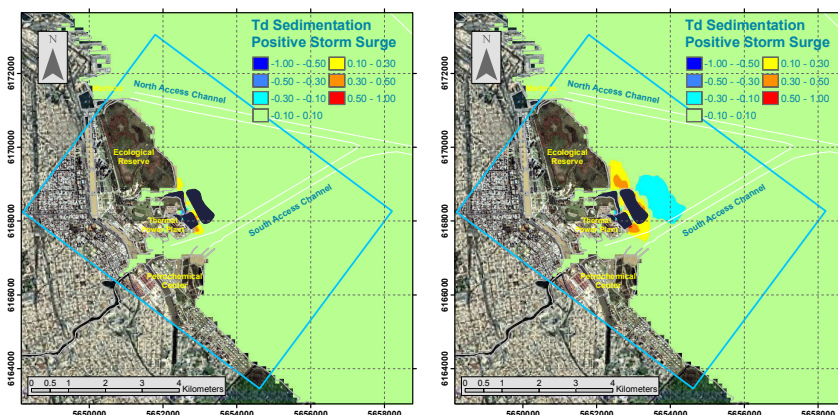 Td Sedimentation
Positive Storm Surge
N
-1.00 - -0.50
0.10 - 0.30
-0.50 - -0.30
0.30 - 0.50
-0.30 - -0.10
0.50 - 1.00
-0.10 - 0.10
North Access Channel
Ecological
Reserve
Thermal
Power Plant
South Access Channel
Petrochemical
Center
6172000
6170000
6168000
6166000
6164000
0 0.5 1 2 3 4
Kilometers
5650000 5652000 5654000 5656000 5658000
Td Sedimentation
Positive Storm Surge
N
-1.00 - -0.50
0.10 - 0.30
-0.50 - -0.30
0.30 - 0.50
-0.30 - -0.10
0.50 - 1.00
-0.10 - 0.10
North Access Channel
Ecological
Reserve
Thermal
Power Plant
South Access Channel
Petrochemical
Center
6172000
6170000
6168000
6166000
6164000
0 0.5 1 2 3 4
Kilometers
5650000 5652000 5654000 5656000 5658000